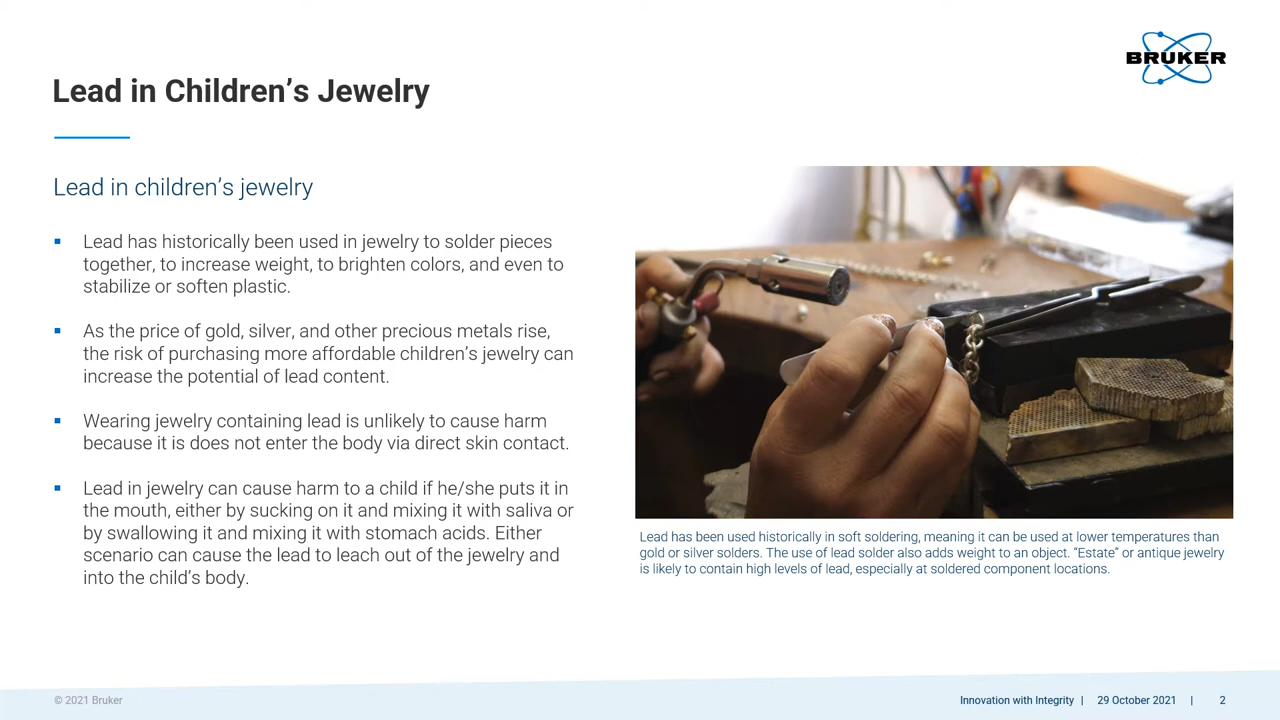 BRUKER
Lead in Children’s Jewelry
Lead in children’s jewelry
▪ Lead has historically been used in jewelry to solder pieces
together, to increase weight, to brighten colors, and even to
stabilize or soften plastic.
▪ As the price of gold, silver, and other precious metals rise,
the risk of purchasing more affordable children’s jewelry can
increase the potential of lead content.
▪ Wearing jewelry containing lead is unlikely to cause harm
because it is does not enter the body via direct skin contact.
▪ Lead in jewelry can cause harm to a child if he/she puts it in
the mouth, either by sucking on it and mixing it with saliva or
by swallowing it and mixing it with stomach acids. Either
scenario can cause the lead to leach out of the jewelry and
into the child’s body.
Lead has been used historically in soft soldering, meaning it can be used at lower temperatures than
gold or silver solders. The use of lead solder also adds weight to an object. “Estate” or antique jewelry
is likely to contain high levels of lead, especially at soldered component locations.
© 2021 Bruker
Innovation with Integrity | 29 October 2021 | 2